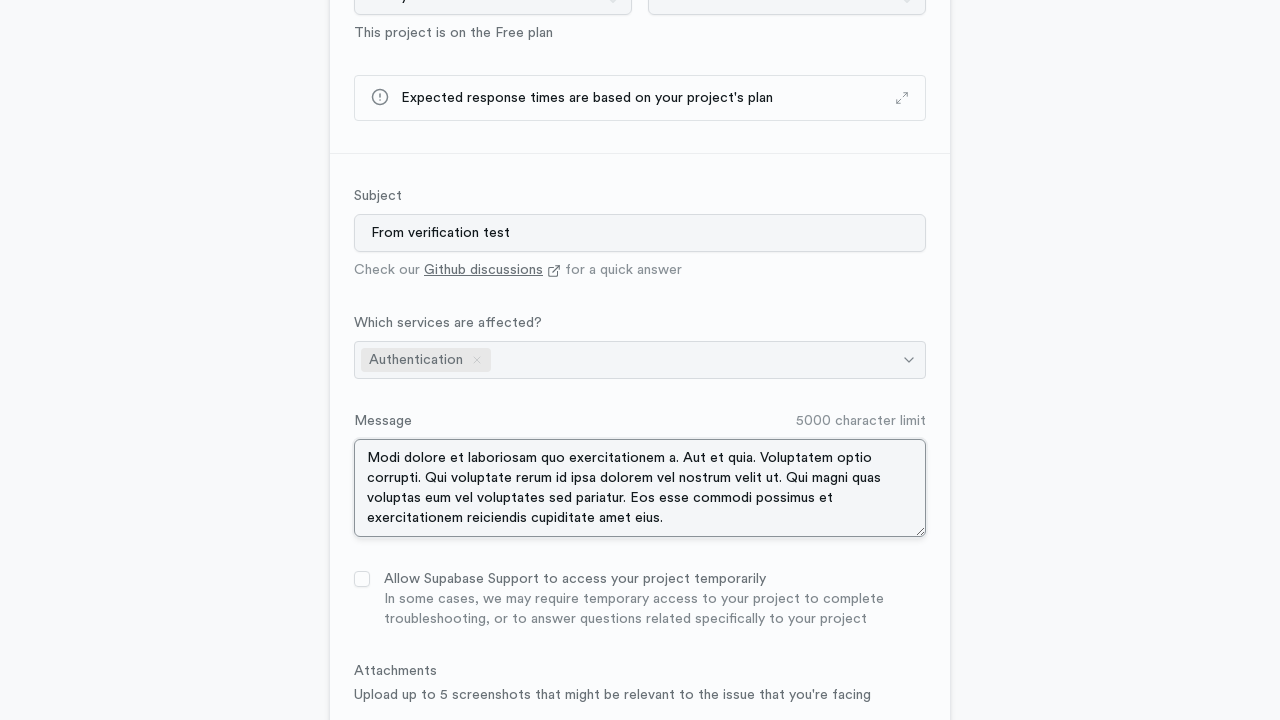 This project is on the Free plan
Expected response times are based on your project's plan
Subject
From verification test
Check our Github discussions for a quick answer
Which services are affected?
Authentication
Message
5000 character limit
Modi dolore et laboriosam quo exercitationem a. Aut et quia. Voluptatem optio
corrupti. Qui voluptate rerum id ipsa dolorem vel nostrum velit ut. Qui magni quas
voluptas eum vel voluptates sed pariatur. Eos esse commodi possimus et
exercitationem reiciendis cupiditate amet eius.
Allow Supabase Support to access your project temporarily
In some cases, we may require temporary access to your project to complete
troubleshooting, or to answer questions related specifically to your project
Attachments
Upload up to 5 screenshots that might be relevant to the issue that you're facing